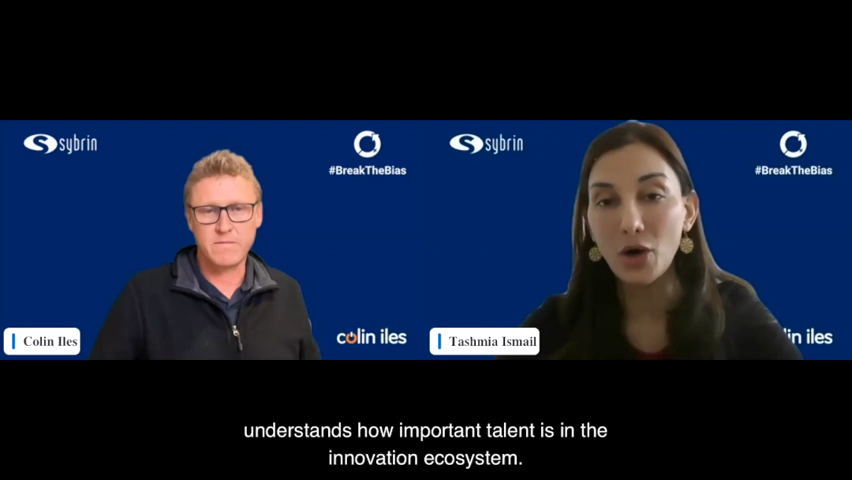 sybrin
#BreakTheBias
sybrin
#BreakTheBias
colin iles
in iles
Colin Iles
Tashmia Ismail
understands how important talent is in the
innovation ecosystem.